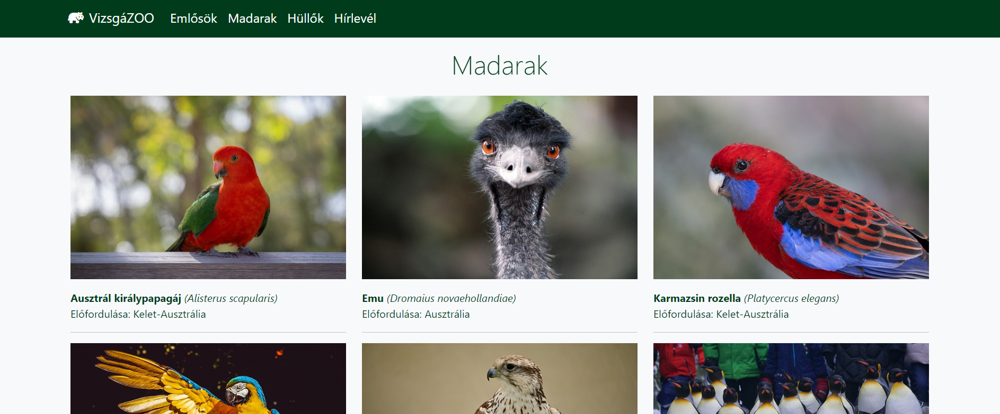 VizsgáZOO Emlősök Madarak Hüllők Hírlevél
Madarak
Ausztrál királypapagáj (Alisterus scapularis)
Előfordulása: Kelet-Ausztrália
Emu (Dromaius novaehollandiae)
Előfordulása: Ausztrália
Karmazsin rozella (Platycercus elegans)
Előfordulása: Kelet-Ausztrália